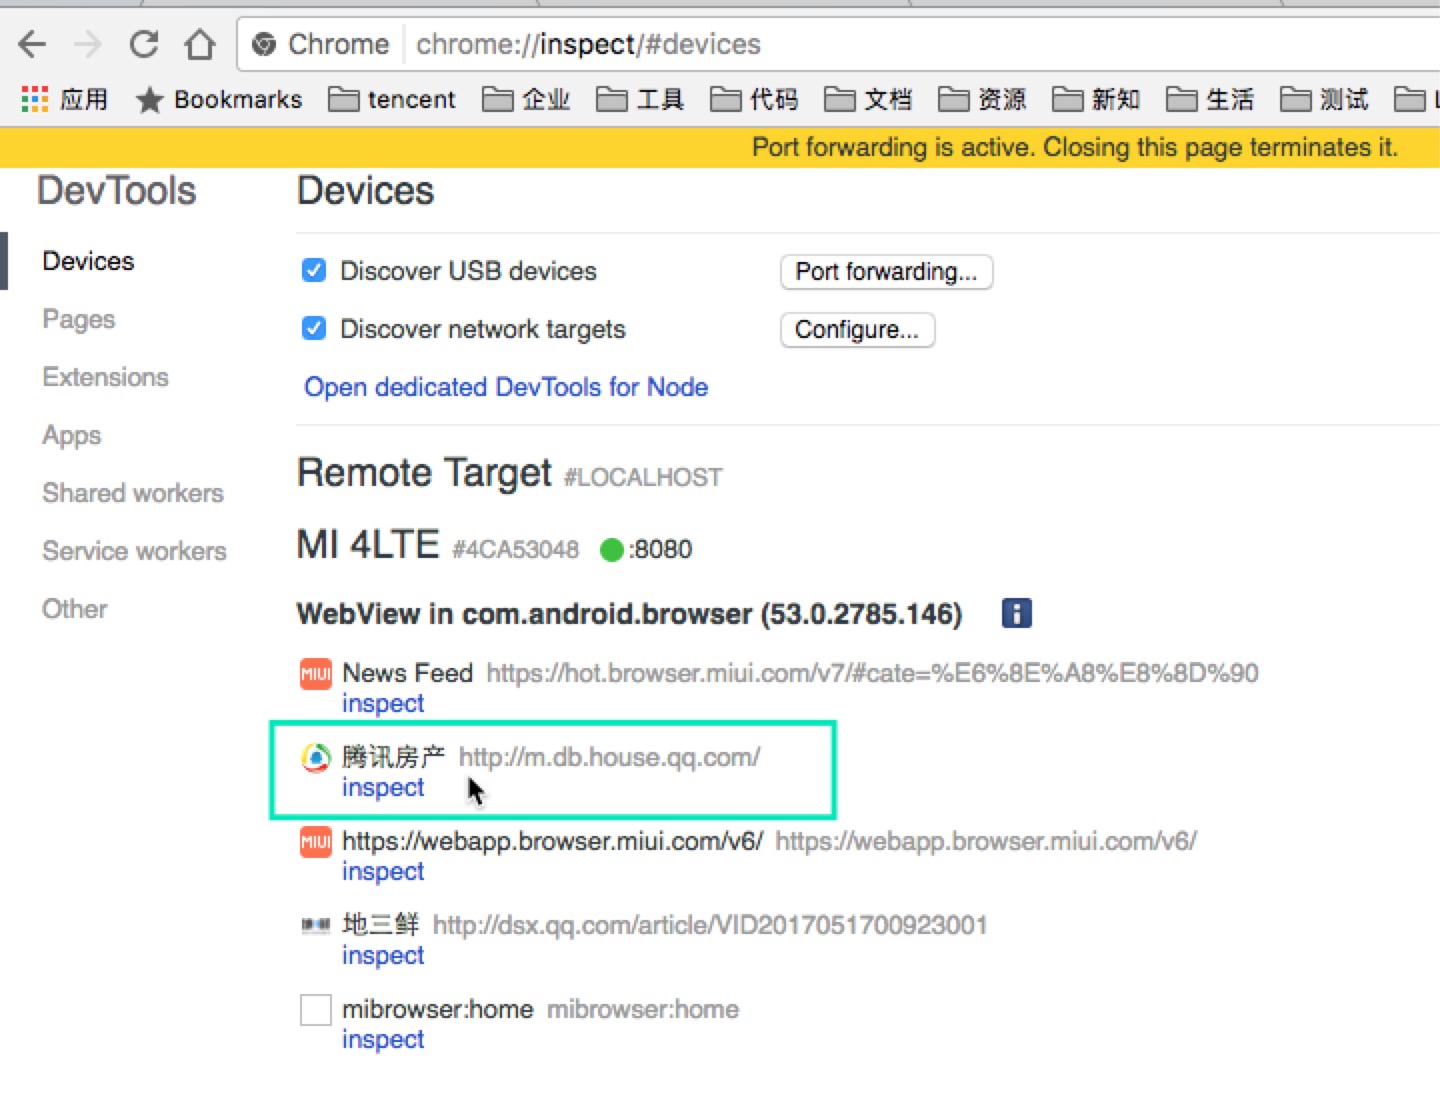 Chrome chrome://inspect/#devices
应用 Bookmarks tencent 企业 工具 代码 文档 资源 新知 生活 测试
Port forwarding is active. Closing this page terminates it.
DevTools
Devices
Pages
Extensions
Apps
Shared workers
Service workers
Other
Devices
Discover USB devices Port forwarding...
Discover network targets Configure...
Open dedicated DevTools for Node
Remote Target #LOCALHOST
MI 4LTE #4CA53048 :8080
WebView in com.android.browser (53.0.2785.146) i
MIUI News Feed https://hot.browser.miui.com/v7/#cate=%E6%8E%A8%E8%8D%90
inspect
腾讯房产 http://m.db.house.qq.com/
inspect
MIUI https://webapp.browser.miui.com/v6/ https://webapp.browser.miui.com/v6/
inspect
地三鲜 http://dsx.qq.com/article/VID2017051700923001
inspect
mibrowser:home mibrowser:home
inspect